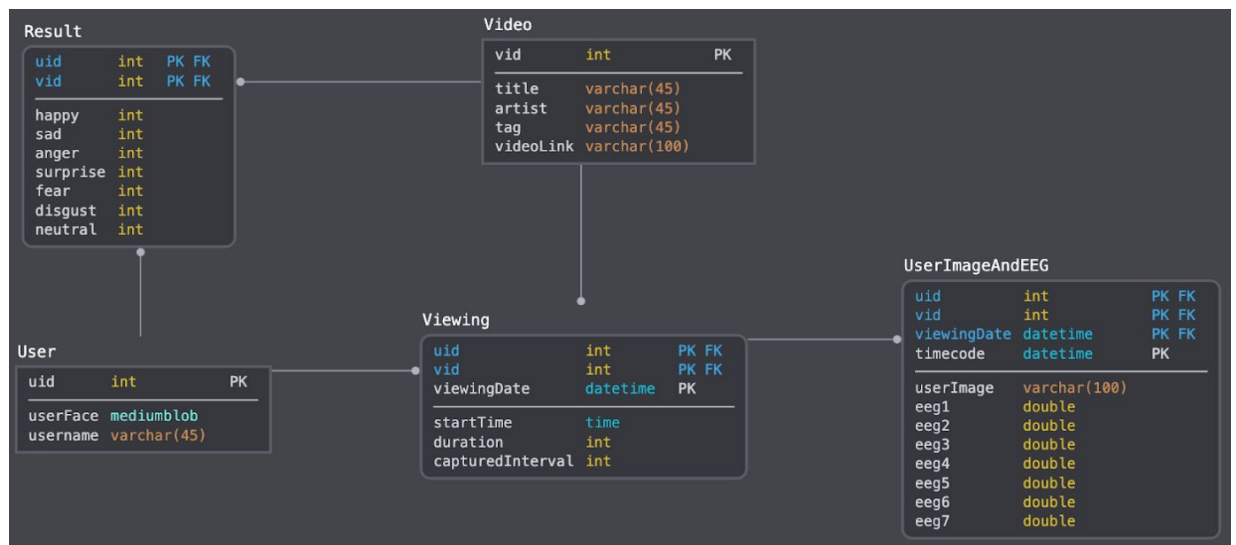 Result
uid int PK FK
vid int PK FK
happy int
sad int
anger int
surprise int
fear int
disgust int
neutral int
Video
vid int PK
title varchar(45)
artist varchar(45)
tag varchar(45)
videoLink varchar(100)
User
uid int PK
userFace mediumblob
username varchar(45)
Viewing
uid int PK FK
vid int PK FK
viewingDate datetime PK
startTime time
duration int
capturedInterval int
UserImageAndEEG
uid int PK FK
vid int PK FK
viewingDate datetime PK FK
timecode datetime PK
userImage varchar(100)
eeg1 double
eeg2 double
eeg3 double
eeg4 double
eeg5 double
eeg6 double
eeg7 double